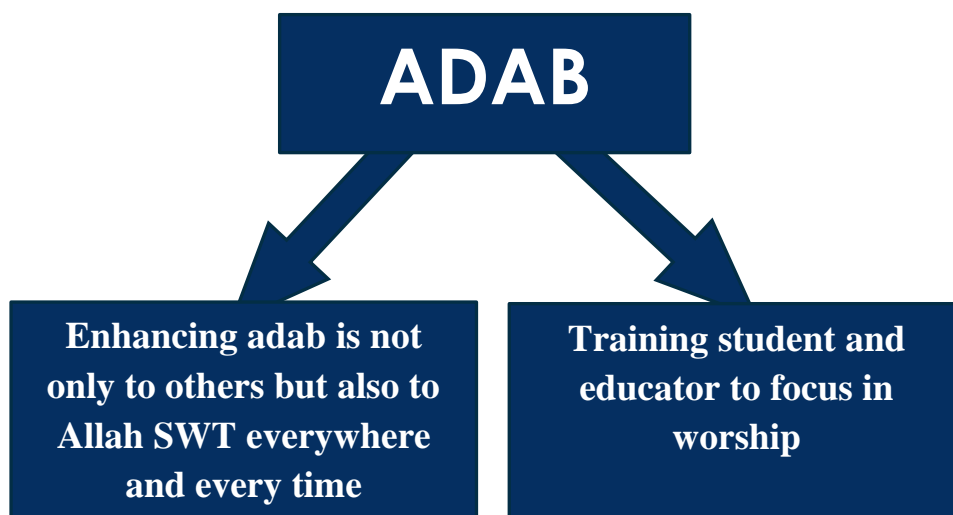 ADAB
Enhancing adab is not
only to others but also to
Allah SWT everywhere
and every time
Training student and
educator to focus in
worship